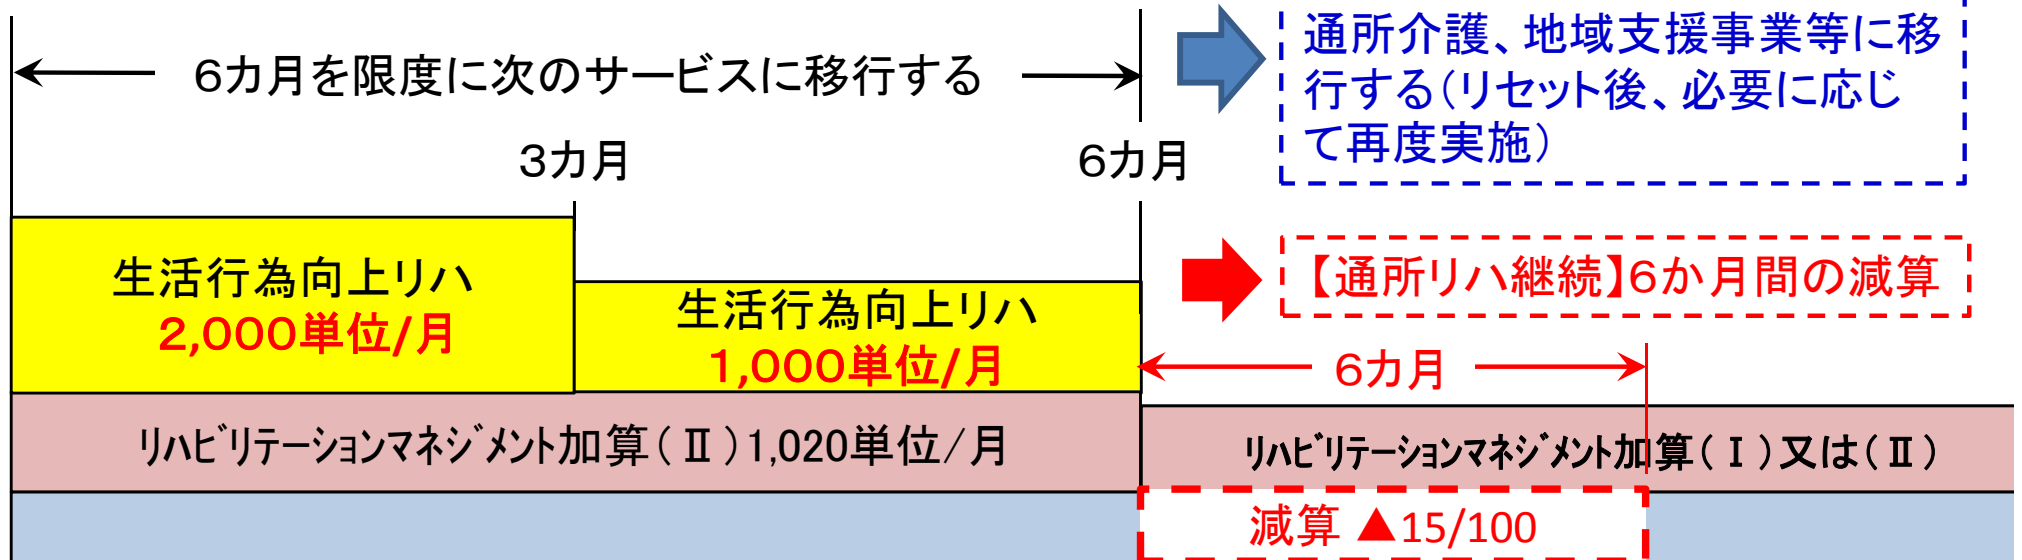 6カ月を限度に次のサービスに移行する
通所介護、地域支援事業等に移
行する(リセット後、必要に応じ
て再度実施)
3カ月
6カ月
生活行為向上リハ
2,000単位/月
生活行為向上リハ
1,000単位/月
【通所リハ継続】6か月間の減算
6カ月
リハビリテーションマネジメント加算(Ⅱ)1,020単位/月
リハビリテーションマネジメント加算(Ⅰ)又は(Ⅱ)
減算 ▲15/100